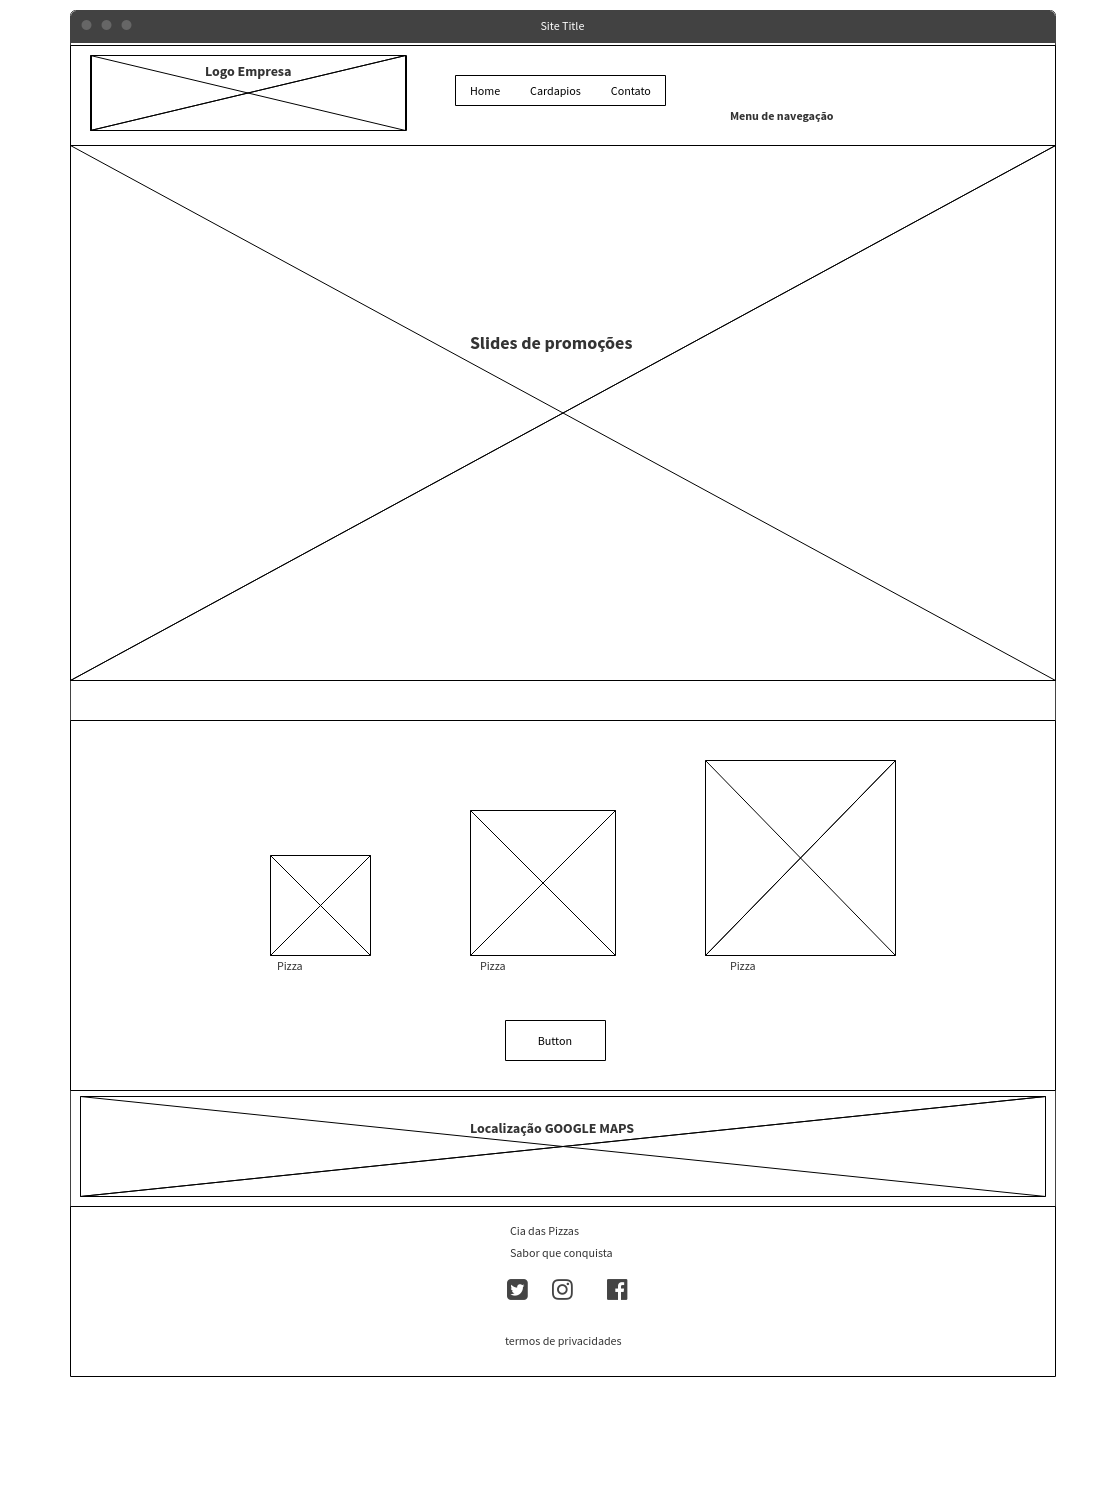 Site Title
Logo Empresa
Home Cardapios Contato
Menu de navegação
Slides de promoções
Pizza Pizza Pizza
Button
Localização GOOGLE MAPS
Cia das Pizzas
Sabor que conquista
termos de privacidades